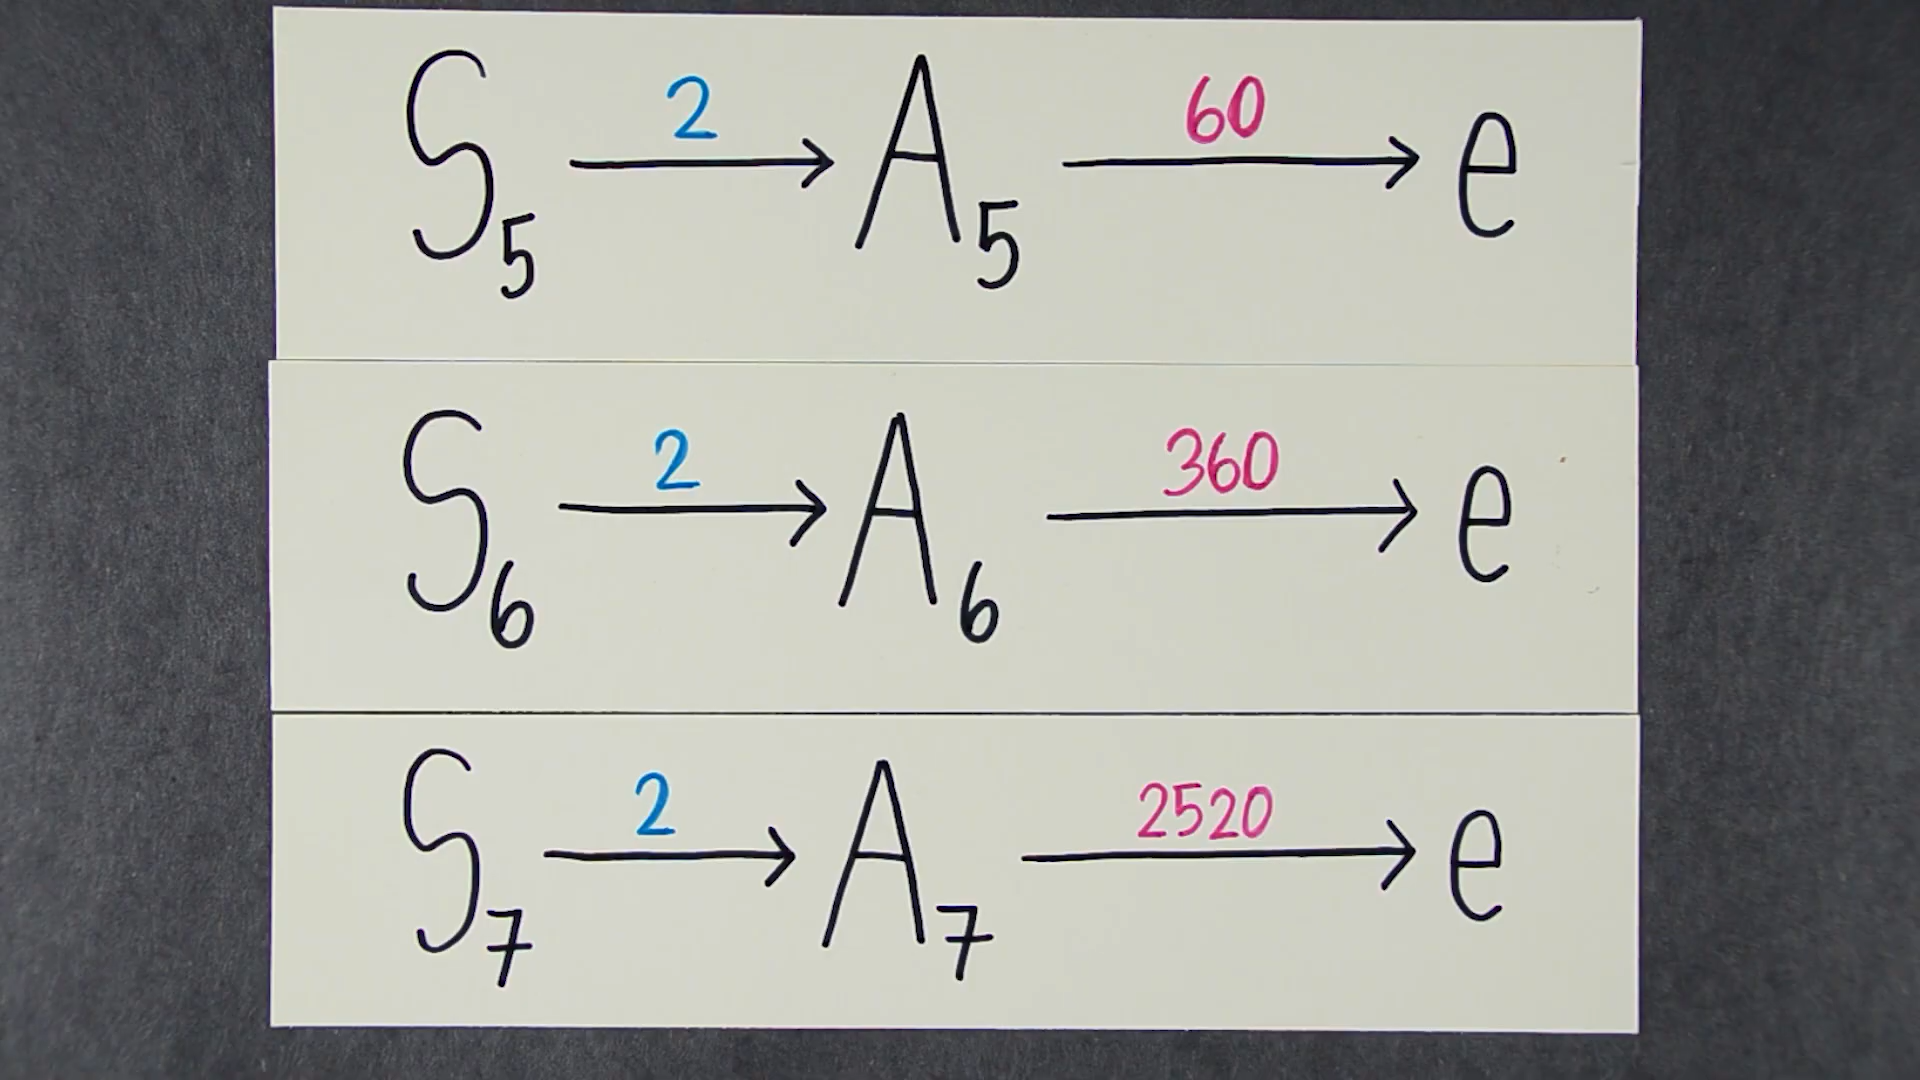 S₅ 2→ A₅ 60→ e
S₆ 2→ A₆ 360→ e
S₇ 2→ A₇ 2520→ e